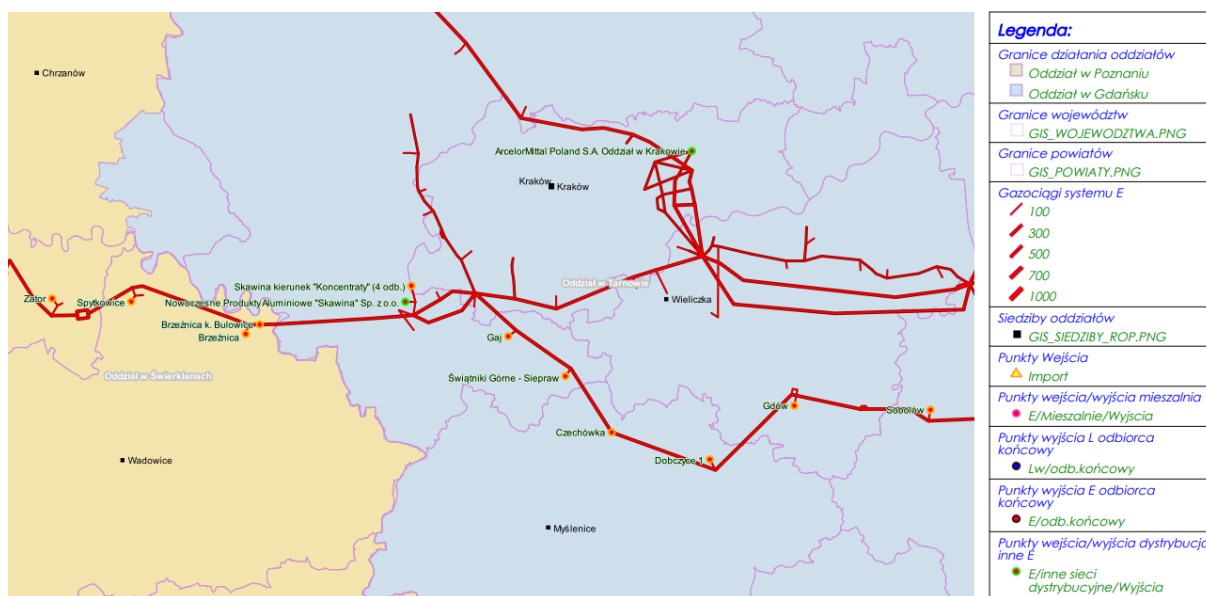 Chrzanów
ArcelorMittal Poland S.A. Oddział w Krakowie
Kraków
Kraków
Skawina kierunek "Koncentraty" (4 odb.)
Oddział w Tarnowie
Zator
Spytkowice
Nowoczesne Produkty Aluminiowe "Skawina" Sp. z o.o.
Wieliczka
Brzeźnica k. Bulowice
Brzeźnica
Gaj
Oddział w Świerklanach
Świątniki Górne - Siepraw
Gdów
Sobolów
Czechówka
Wadowice
Dobczyce 1
Myślenice
Legenda:
Granice działania oddziałów
Oddział w Poznaniu
Oddział w Gdańsku
Granice województw
GIS_WOJEWODZTWA.PNG
Granice powiatów
GIS_POWIATY.PNG
Gazociągi systemu E
100
300
500
700
1000
Siedziby oddziałów
GIS_SIEDZIBY_ROP.PNG
Punkty Wejścia
Import
Punkty wejścia/wyjścia mieszalnia
E/Mieszalnie/Wyjscia
Punkty wyjścia L odbiorca
końcowy
Lw/odb.końcowy
Punkty wyjścia E odbiorca
końcowy
E/odb.końcowy
Punkty wejścia/wyjścia dystrybucja
inne E
E/inne sieci
dystrybucyjne/Wyjścia